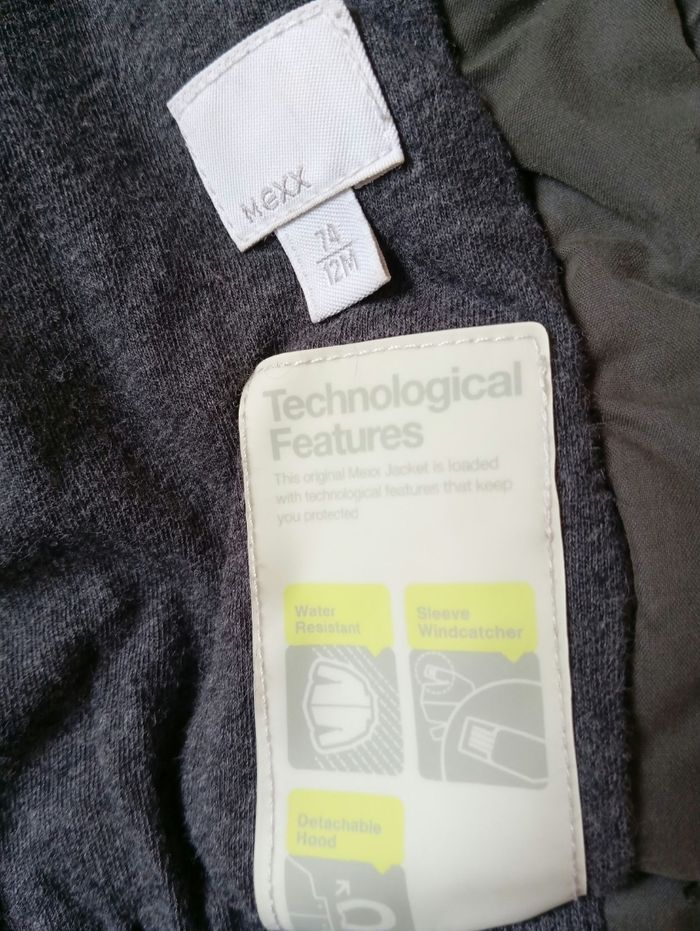 mexx
74
12M
Technological
Features
This original Mexx Jacket is loaded
with technological features that keep
you protected
Water
Resistant
Sleeve
Windcatcher
Detachable
Hood